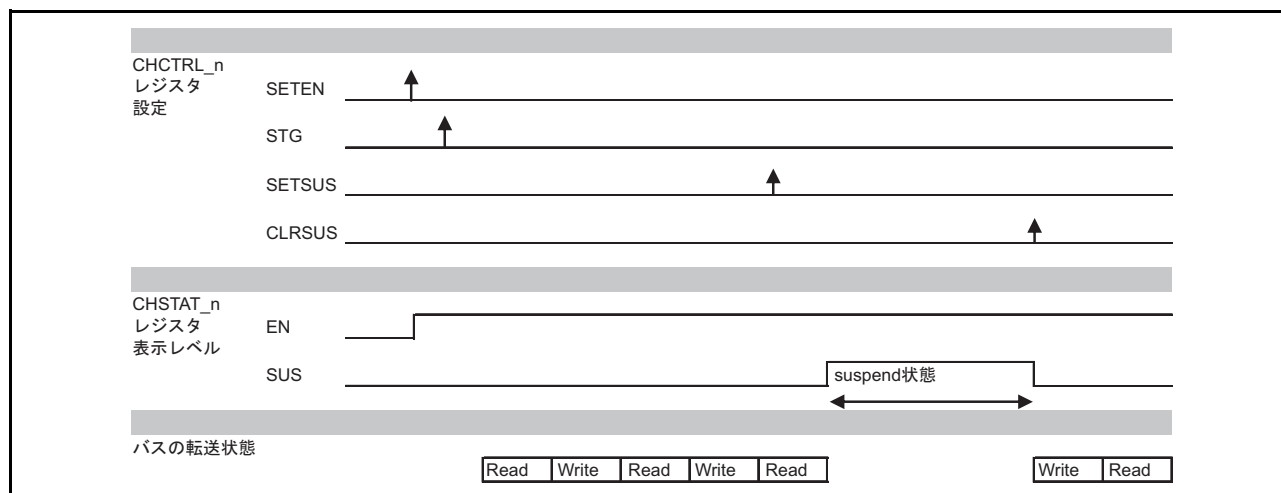 CHCTRL_n
レジスタ
設定
SETEN
STG
SETSUS
CLRSUS
CHSTAT_n
レジスタ
表示レベル
EN
SUS
suspend状態
バスの転送状態
Read Write Read Write Read Write Read